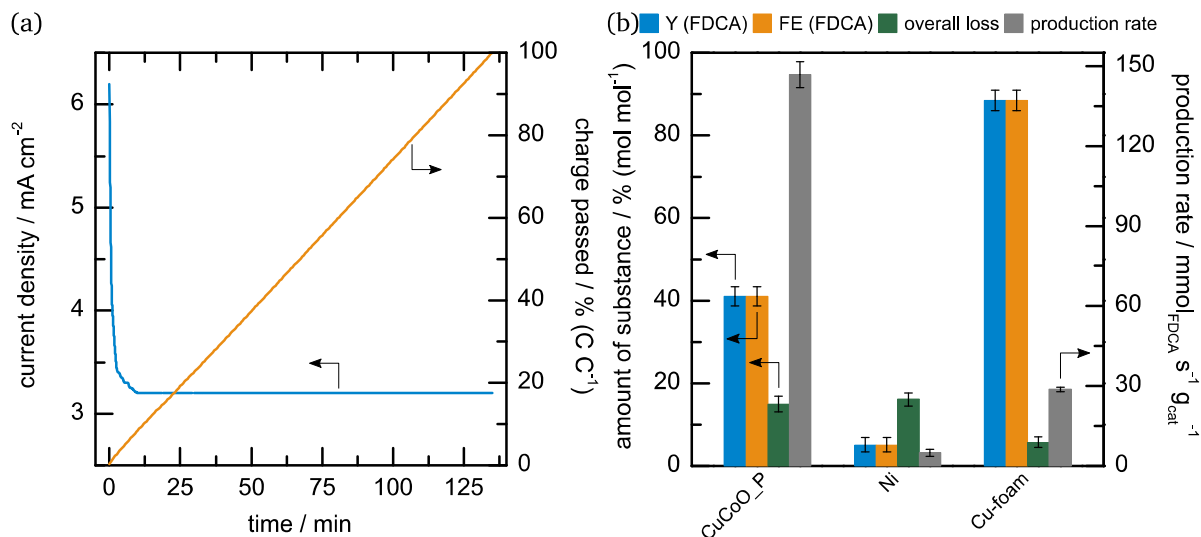 (a)
current density / mA cm⁻²
6
5
4
3
0 25 50 75 100 125
time / min
100
80
60
40
20
0
charge passed / % (C C⁻¹)
(b)
Y (FDCA) FE (FDCA) overall loss production rate
amount of substance / % (mol mol⁻¹)
100
80
60
40
20
0
CuCoO_P Ni Cu-foam
150
120
90
60
30
0
production rate / mmol_FDCA s⁻¹ g_cat⁻¹